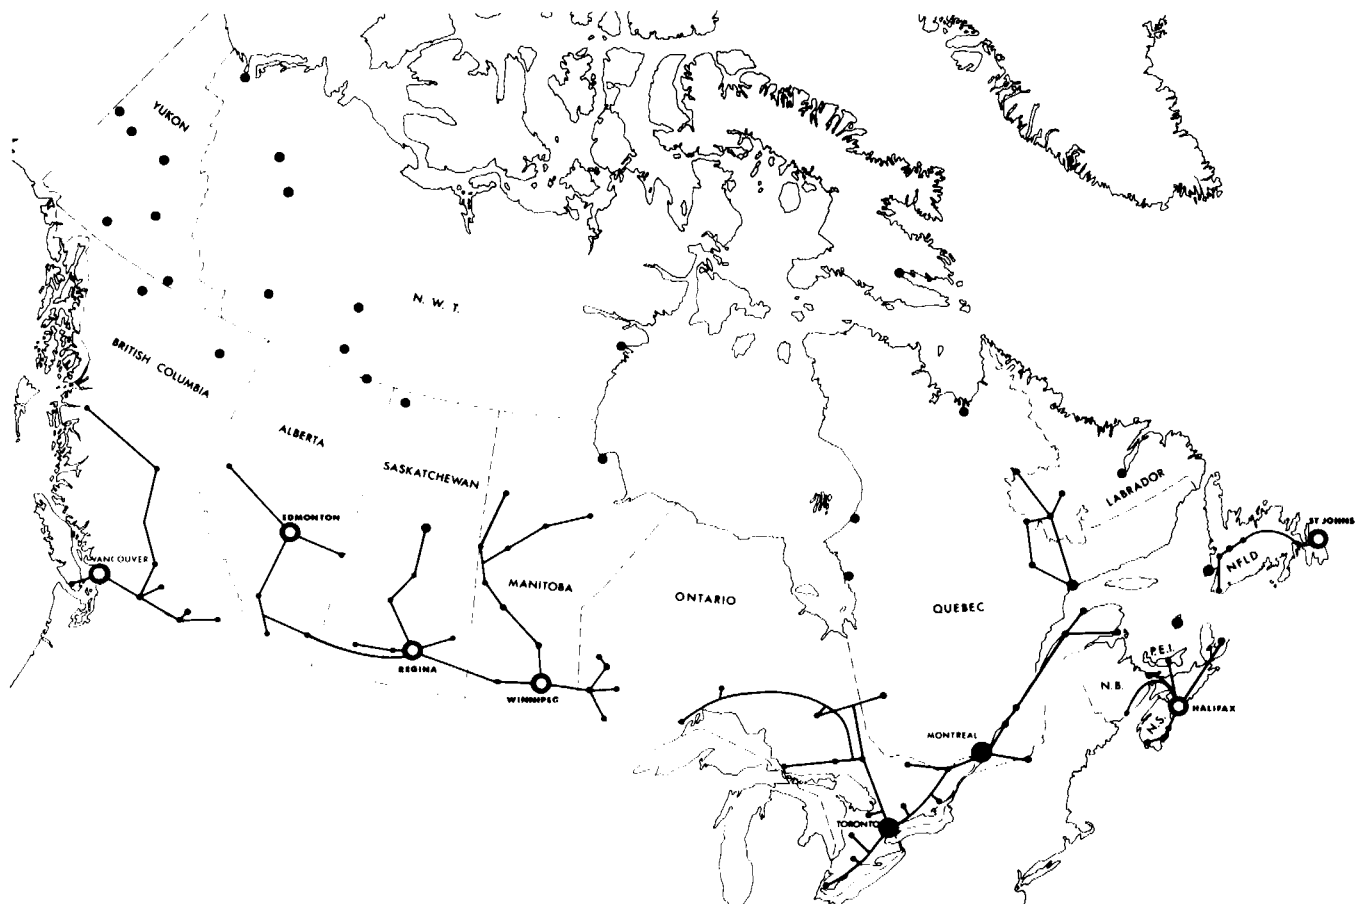 YUKON
N. W. T.
BRITISH COLUMBIA
ALBERTA
SASKATCHEWAN
LABRADOR
EDMONTON
ST JOHNS
VANCOUVER
NFLD
MANITOBA
ONTARIO
QUEBEC
REGINA
P.E.I.
N.B.
WINNIPEG
HALIFAX
N.S.
MONTREAL
TORONTO